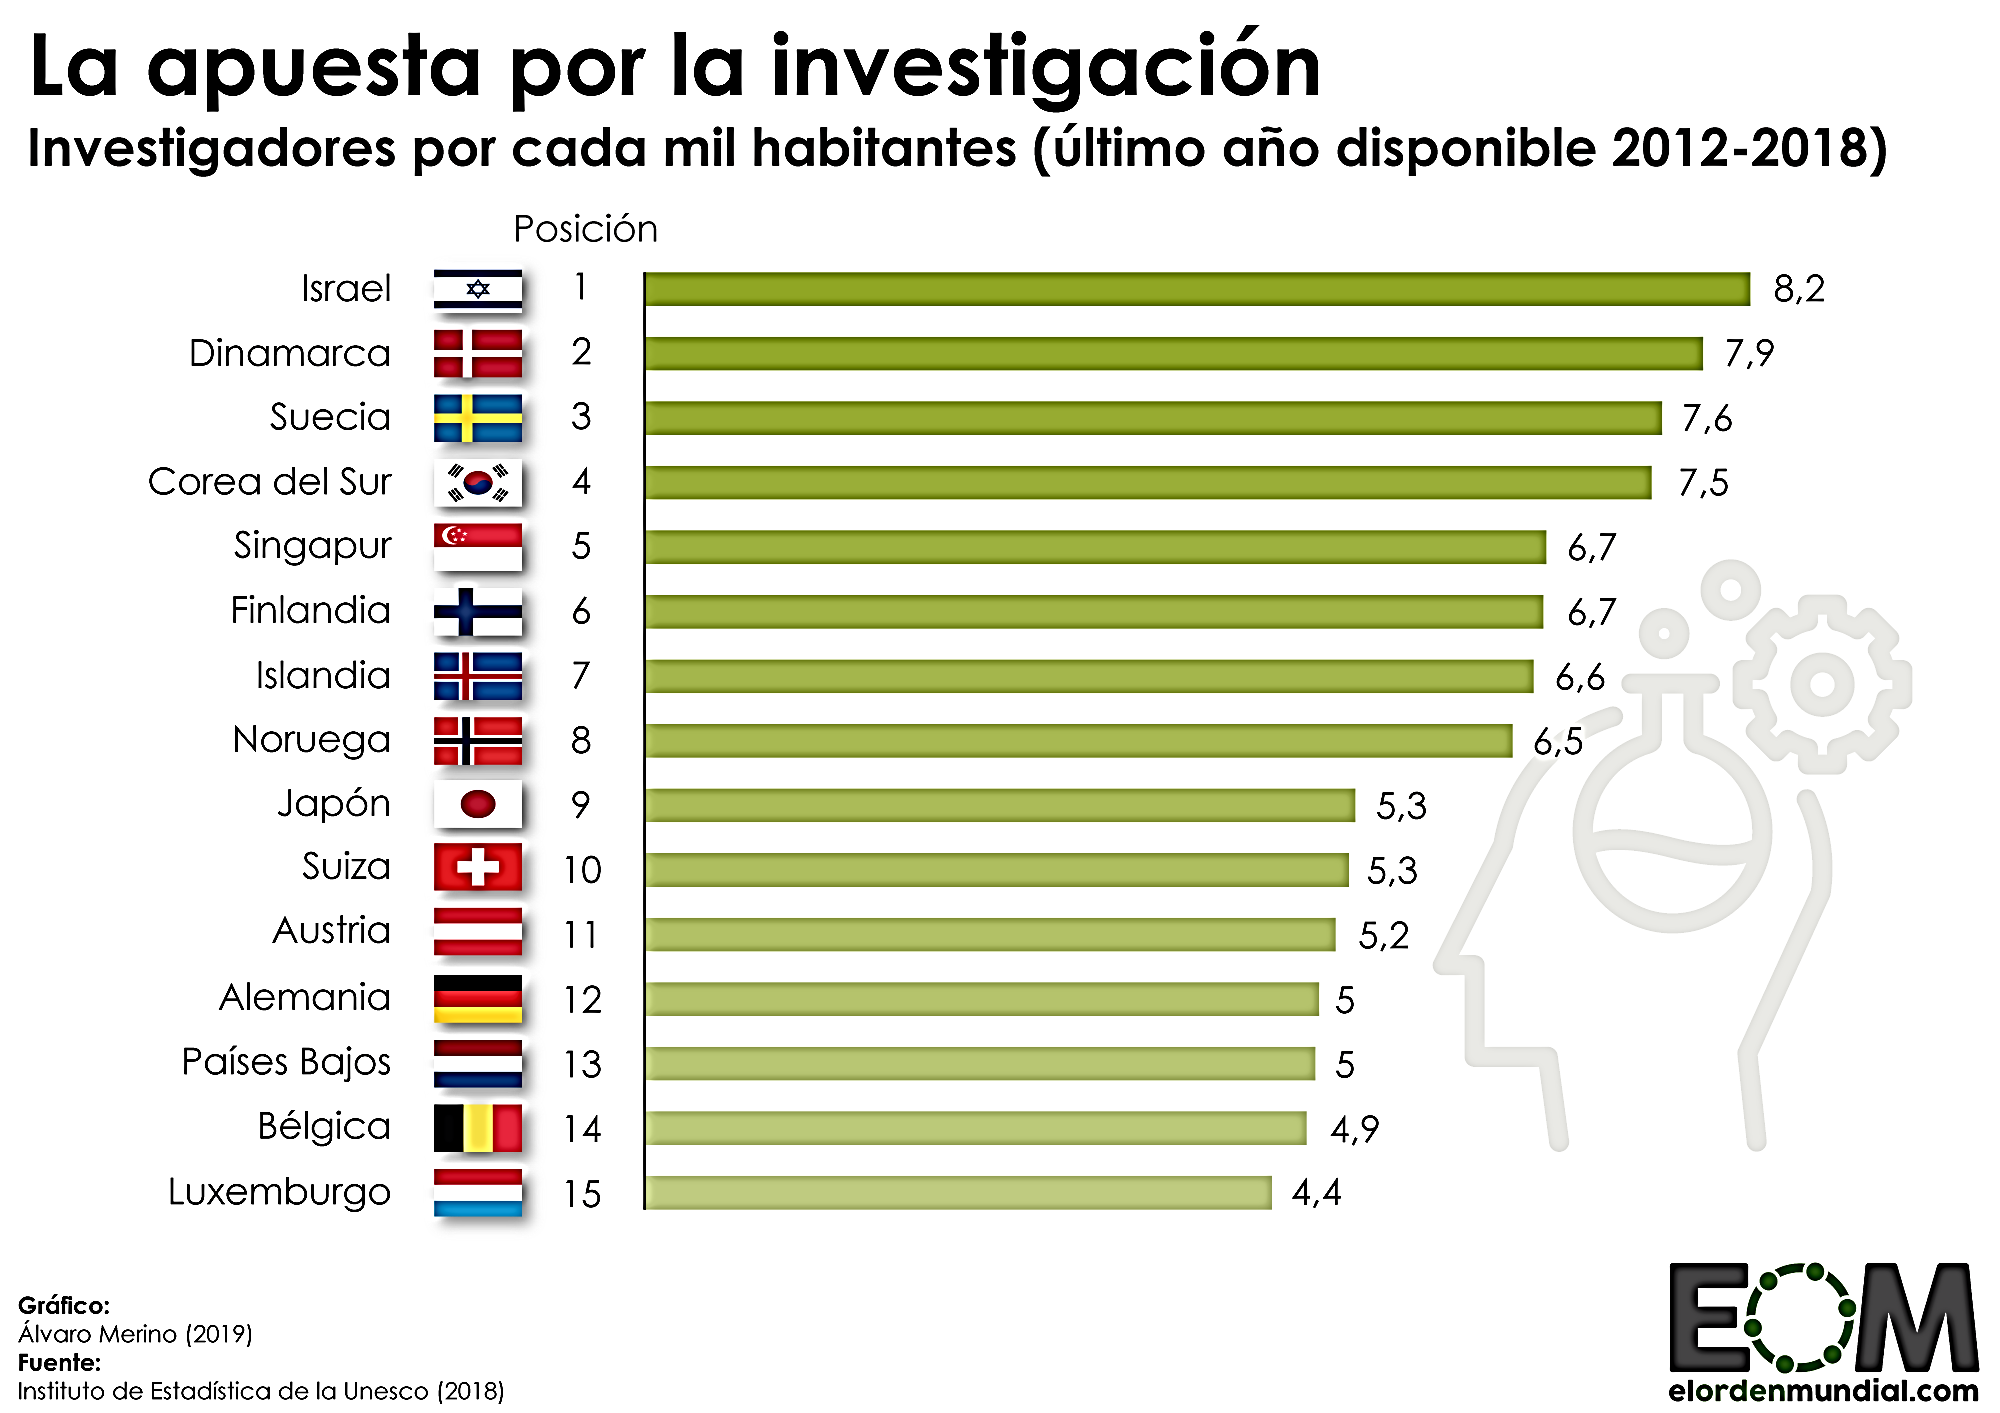 La apuesta por la investigación
Investigadores por cada mil habitantes (último año disponible 2012-2018)
Posición
Israel 1 8,2
Dinamarca 2 7,9
Suecia 3 7,6
Corea del Sur 4 7,5
Singapur 5 6,7
Finlandia 6 6,7
Islandia 7 6,6
Noruega 8 6,5
Japón 9 5,3
Suiza 10 5,3
Austria 11 5,2
Alemania 12 5
Países Bajos 13 5
Bélgica 14 4,9
Luxemburgo 15 4,4
Gráfico:
Álvaro Merino (2019)
Fuente:
Instituto de Estadística de la Unesco (2018)
EOM
elordenmundial.com